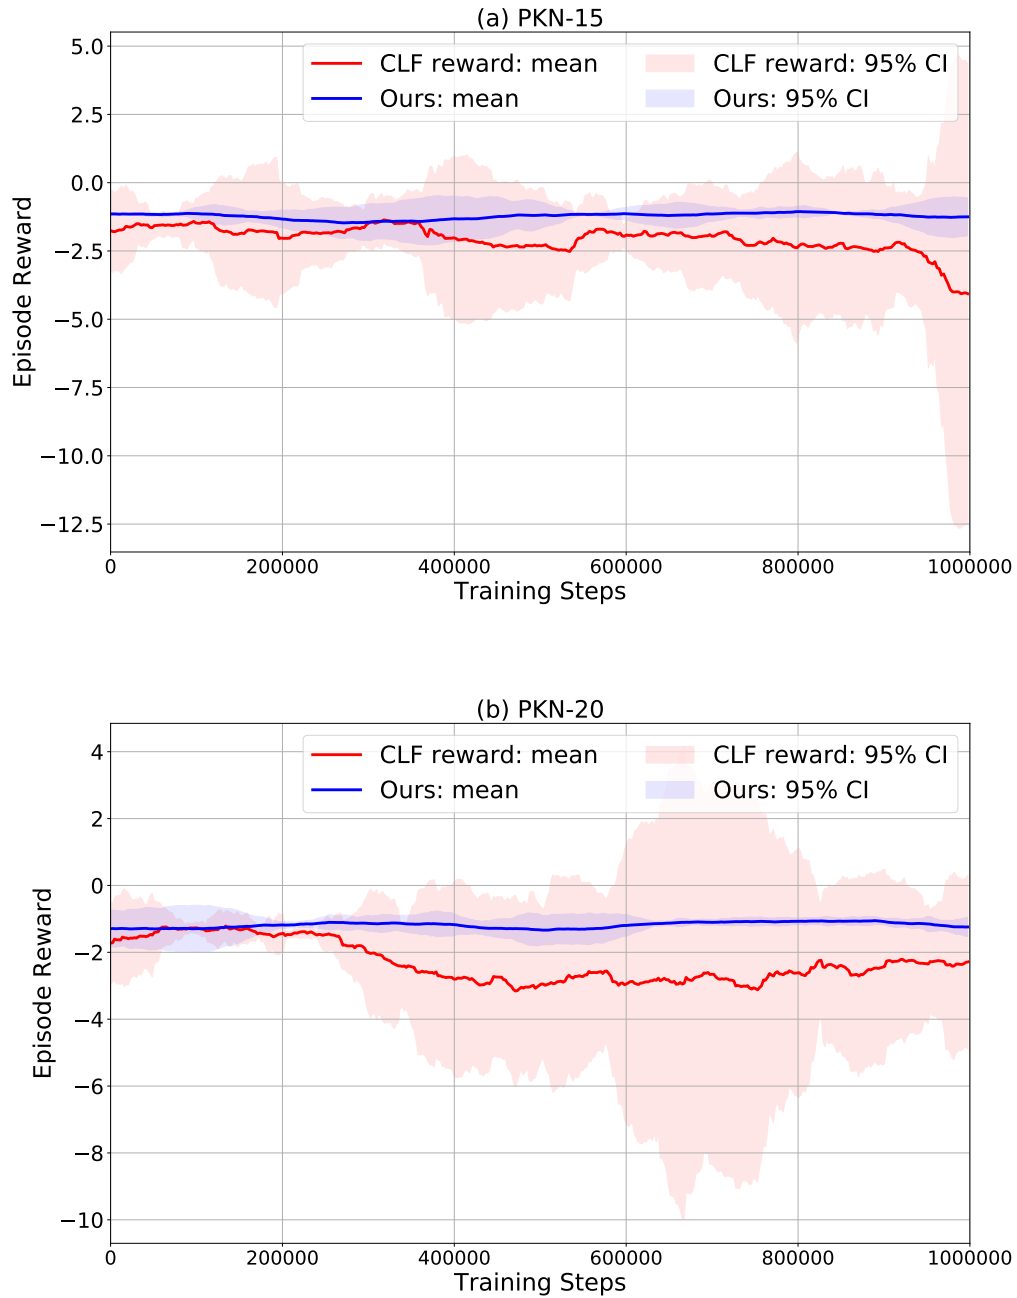 (a) PKN-15
CLF reward: mean
CLF reward: 95% CI
Ours: mean
Ours: 95% CI
5.0
2.5
0.0
−2.5
−5.0
−7.5
−10.0
−12.5
Episode Reward
0 200000 400000 600000 800000 1000000
Training Steps
(b) PKN-20
CLF reward: mean
CLF reward: 95% CI
Ours: mean
Ours: 95% CI
4
2
0
−2
−4
−6
−8
−10
Episode Reward
0 200000 400000 600000 800000 1000000
Training Steps